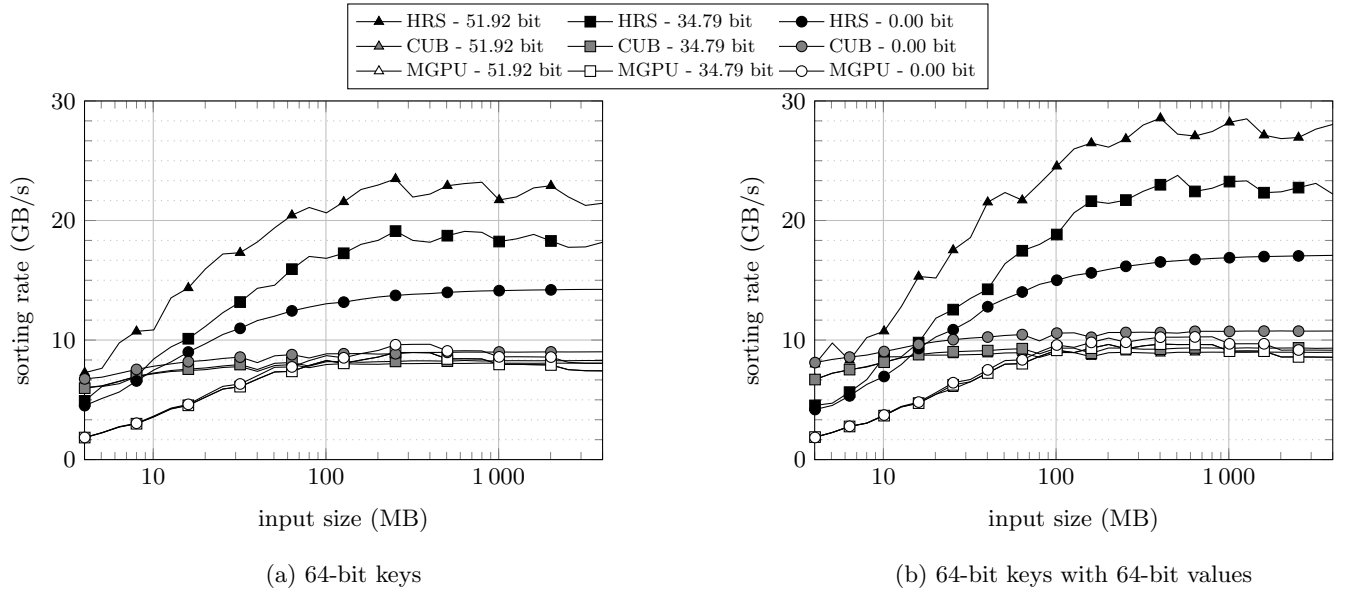 HRS - 51.92 bit HRS - 34.79 bit HRS - 0.00 bit
CUB - 51.92 bit CUB - 34.79 bit CUB - 0.00 bit
MGPU - 51.92 bit MGPU - 34.79 bit MGPU - 0.00 bit
30
20
10
0
sorting rate (GB/s)
10 100 1 000
input size (MB)
(a) 64-bit keys
30
20
10
0
sorting rate (GB/s)
10 100 1 000
input size (MB)
(b) 64-bit keys with 64-bit values